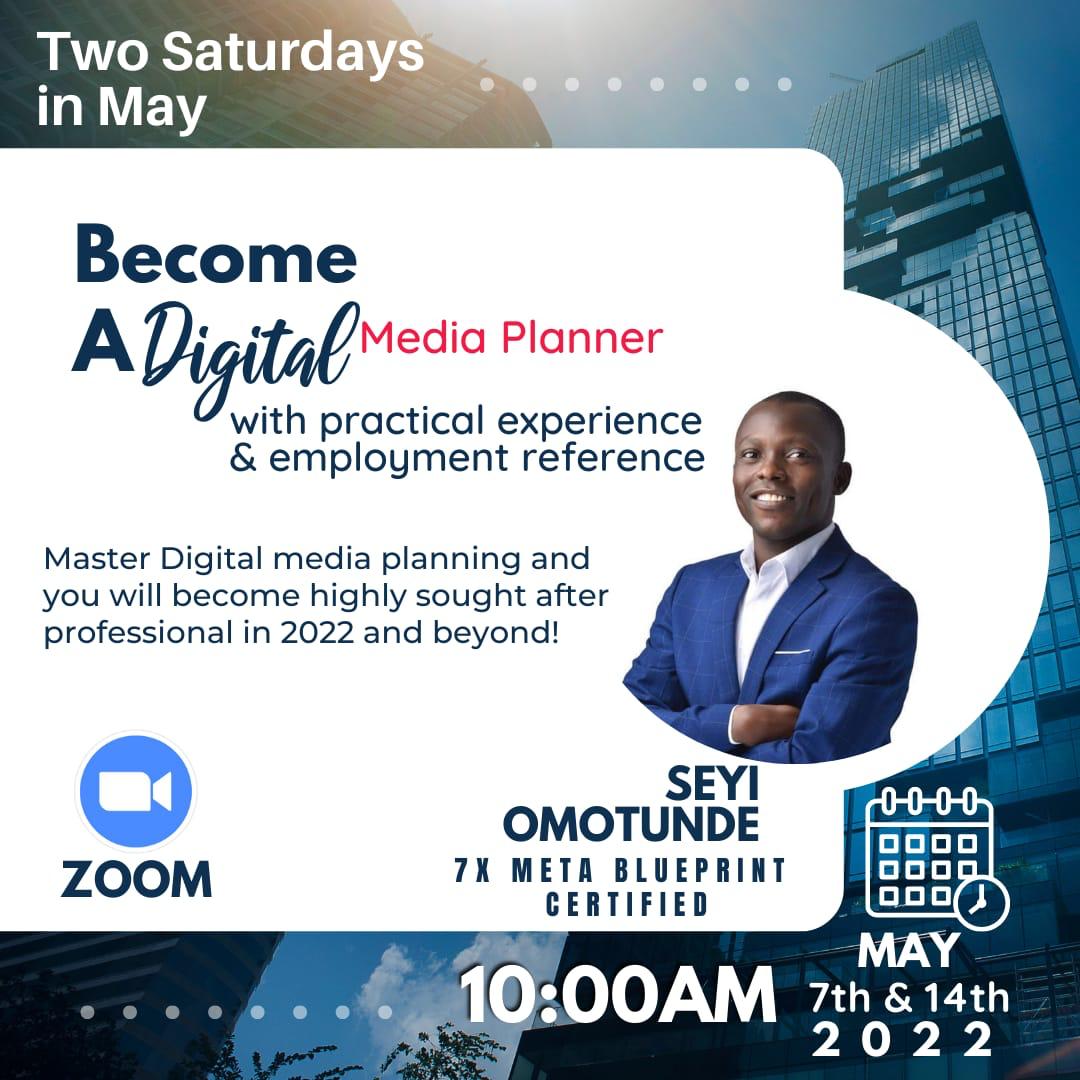 Two Saturdays
in May
Become
A Digital Media Planner
with practical experience
& employment reference
Master Digital media planning and
you will become highly sought after
professional in 2022 and beyond!
ZOOM
SEYI
OMOTUNDE
7X META BLUEPRINT
CERTIFIED
10:00AM
MAY
7th & 14th
2022